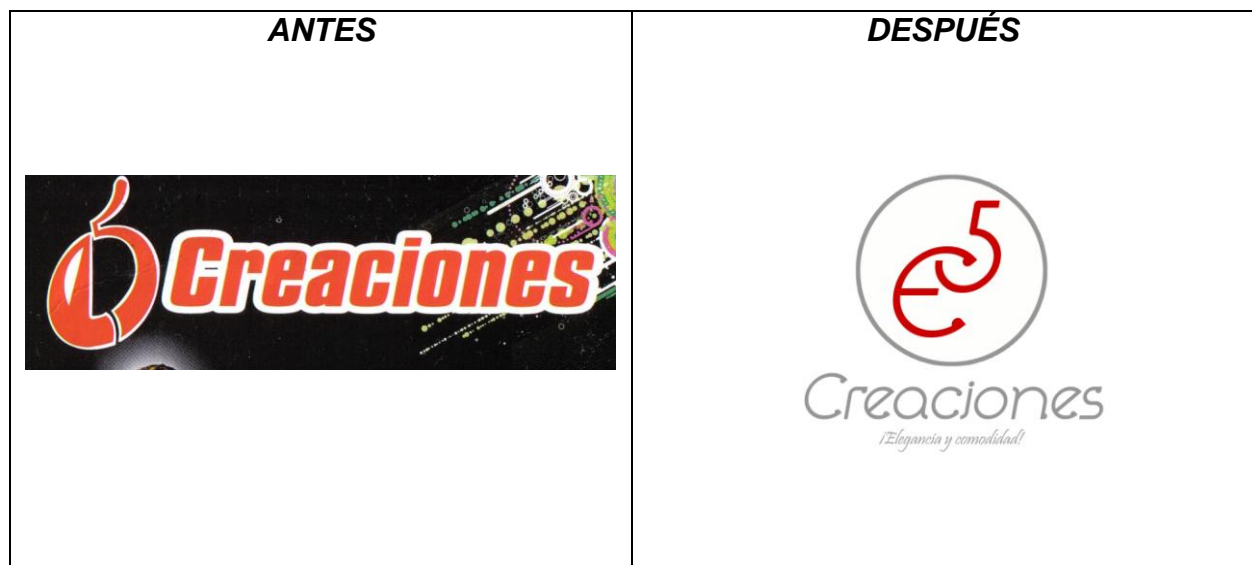 ANTES
DESPUÉS
Creaciones
Creaciones
¡Elegancia y comodidad!